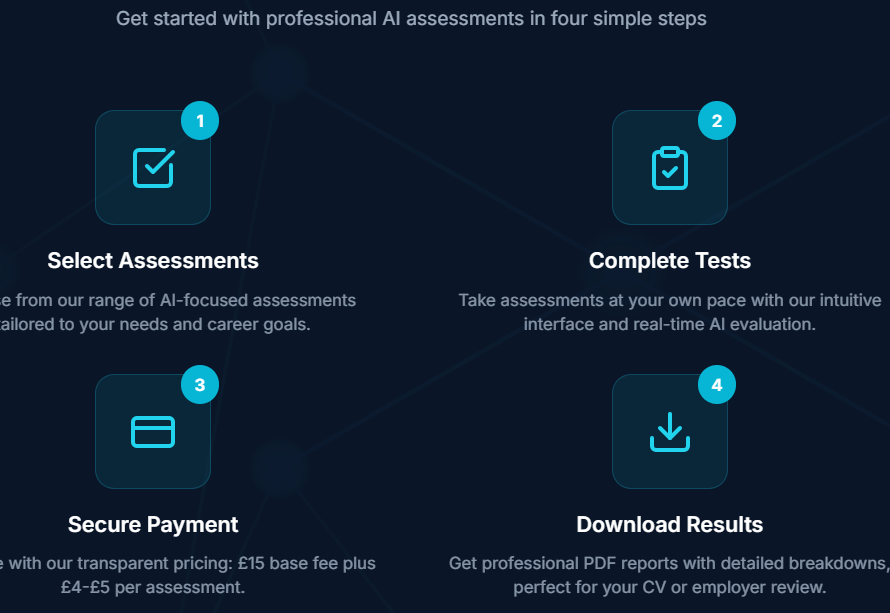 Get started with professional AI assessments in four simple steps
1
2
Select Assessments
Complete Tests
from our range of AI-focused assessments
Take assessments at your own pace with our intuitive
to your needs and career goals.
interface and real-time AI evaluation.
3
4
Secure Payment
Download Results
with our transparent pricing: £15 base fee plus
Get professional PDF reports with detailed breakdowns,
£4-£5 per assessment.
perfect for your CV or employer review.